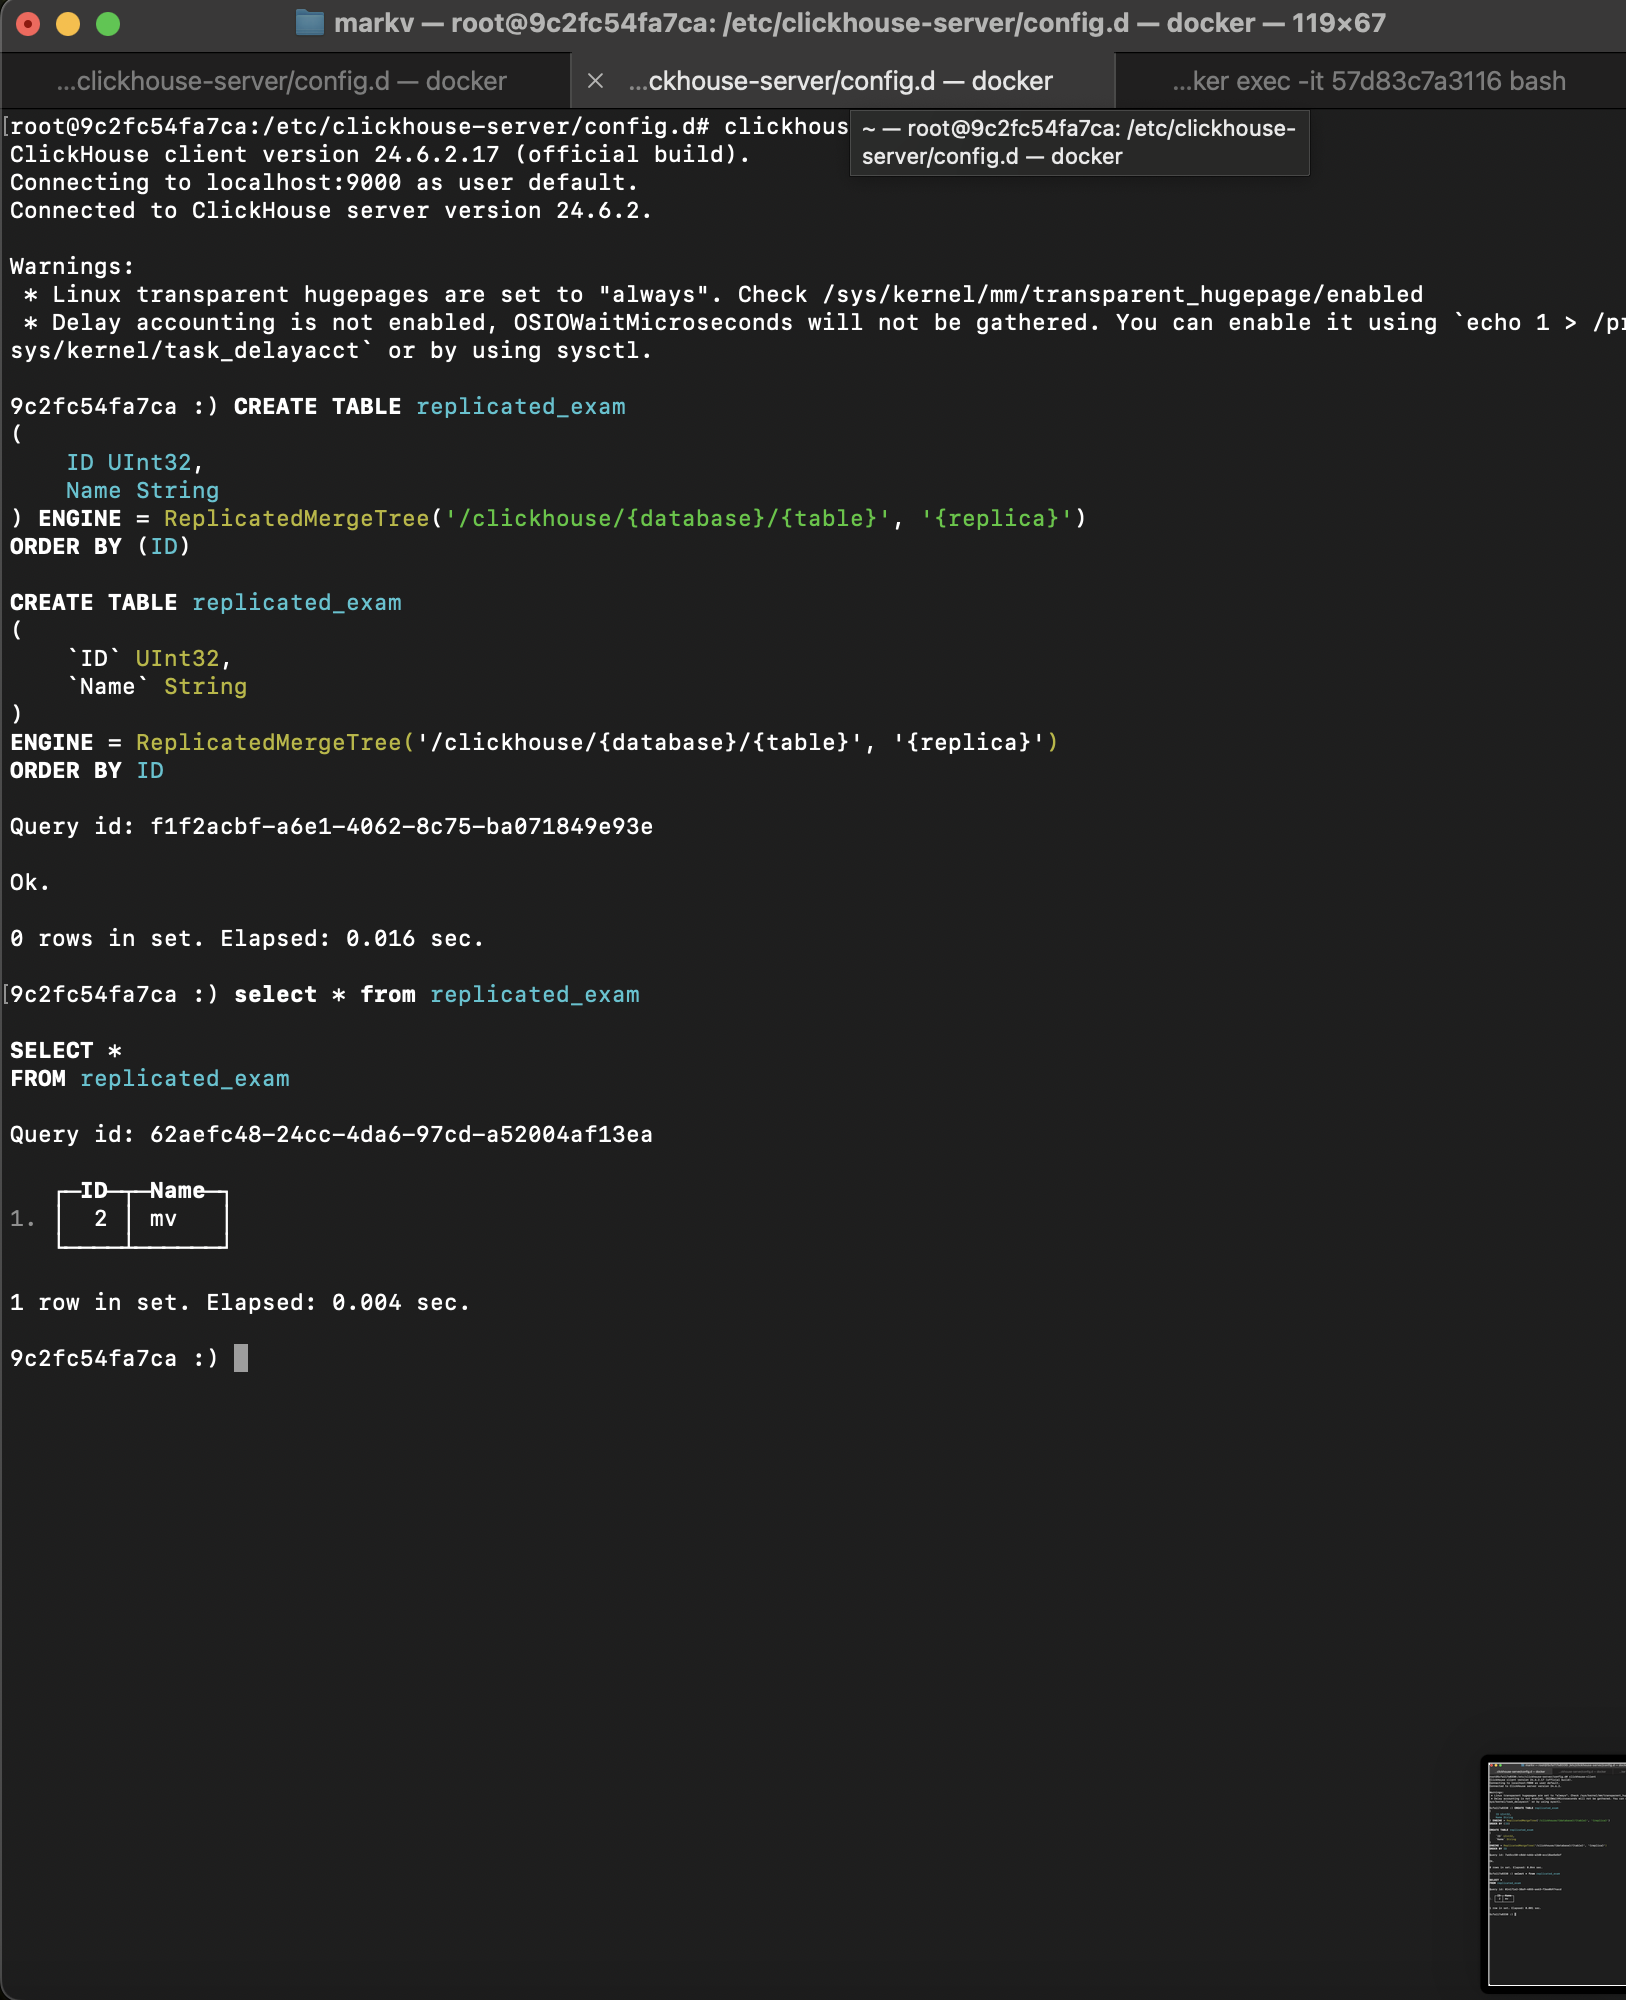 markv — root@9c2fc54fa7ca: /etc/clickhouse-server/config.d — docker — 119×67
...clickhouse-server/config.d — docker
...ckhouse-server/config.d — docker
...ker exec -it 57d83c7a3116 bash
[root@9c2fc54fa7ca:/etc/clickhouse-server/config.d# clickhous
~ — root@9c2fc54fa7ca: /etc/clickhouse-
server/config.d — docker
ClickHouse client version 24.6.2.17 (official build).
Connecting to localhost:9000 as user default.
Connected to ClickHouse server version 24.6.2.
Warnings:
* Linux transparent hugepages are set to "always". Check /sys/kernel/mm/transparent_hugepage/enabled
* Delay accounting is not enabled, OSIOWaitMicroseconds will not be gathered. You can enable it using `echo 1 > /pr
sys/kernel/task_delayacct` or by using sysctl.
9c2fc54fa7ca :) CREATE TABLE replicated_exam
(
ID UInt32,
Name String
) ENGINE = ReplicatedMergeTree('/clickhouse/{database}/{table}', '{replica}')
ORDER BY (ID)
CREATE TABLE replicated_exam
(
`ID` UInt32,
`Name` String
)
ENGINE = ReplicatedMergeTree('/clickhouse/{database}/{table}', '{replica}')
ORDER BY ID
Query id: f1f2acbf-a6e1-4062-8c75-ba071849e93e
Ok.
0 rows in set. Elapsed: 0.016 sec.
[9c2fc54fa7ca :) select * from replicated_exam
SELECT *
FROM replicated_exam
Query id: 62aefc48-24cc-4da6-97cd-a52004af13ea
ID Name
1. 2 mv
1 row in set. Elapsed: 0.004 sec.
9c2fc54fa7ca :)